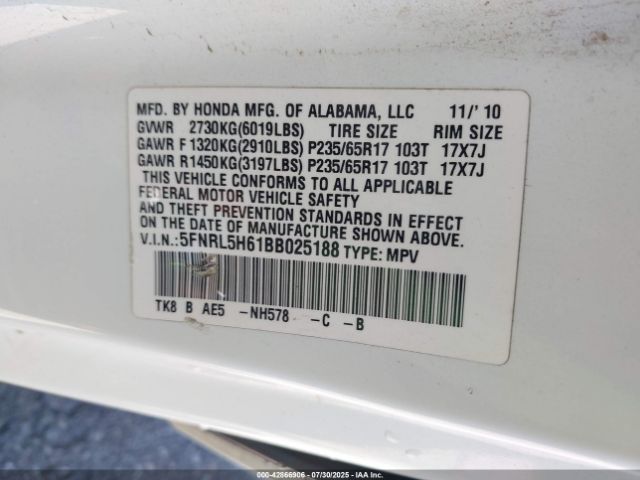 MFD. BY HONDA MFG. OF ALABAMA, LLC 11/'10
GVWR 2730KG(6019LBS) TIRE SIZE RIM SIZE
GAWR F1320KG(2910LBS) P235/65R17 103T 17X7J
GAWR R1450KG(3197LBS) P235/65R17 103T 17X7J
THIS VEHICLE CONFORMS TO ALL APPLICABLE
FEDERAL MOTOR VEHICLE SAFETY
AND THEFT PREVENTION STANDARDS IN EFFECT
ON THE DATE OF MANUFACTURE SHOWN ABOVE.
V.I.N.:5FNRL5H61BB025188 TYPE: MPV
TK8 B AE5 -NH578 -C -B
000-42866906 - 07/30/2025 - Copyright © IAA, Inc.